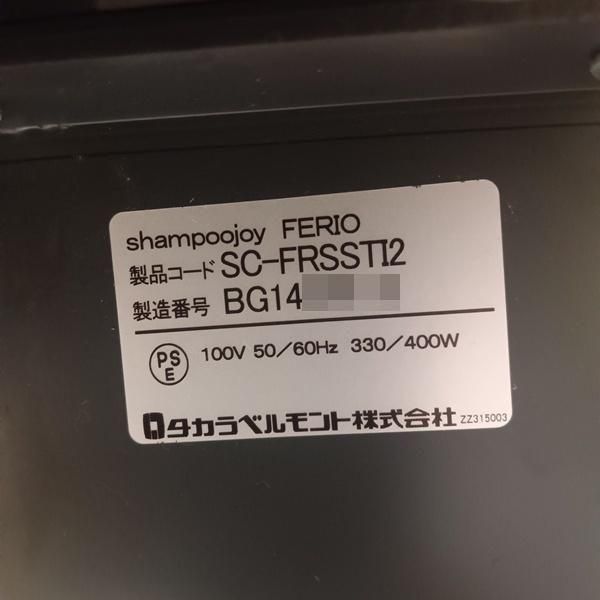 shampoojoy FERIO
製品コード SC-FRSSTI2
製造番号 BG14
PS
E
100V 50/60Hz 330/400W
タカラベルモント株式会社 ZZ315003